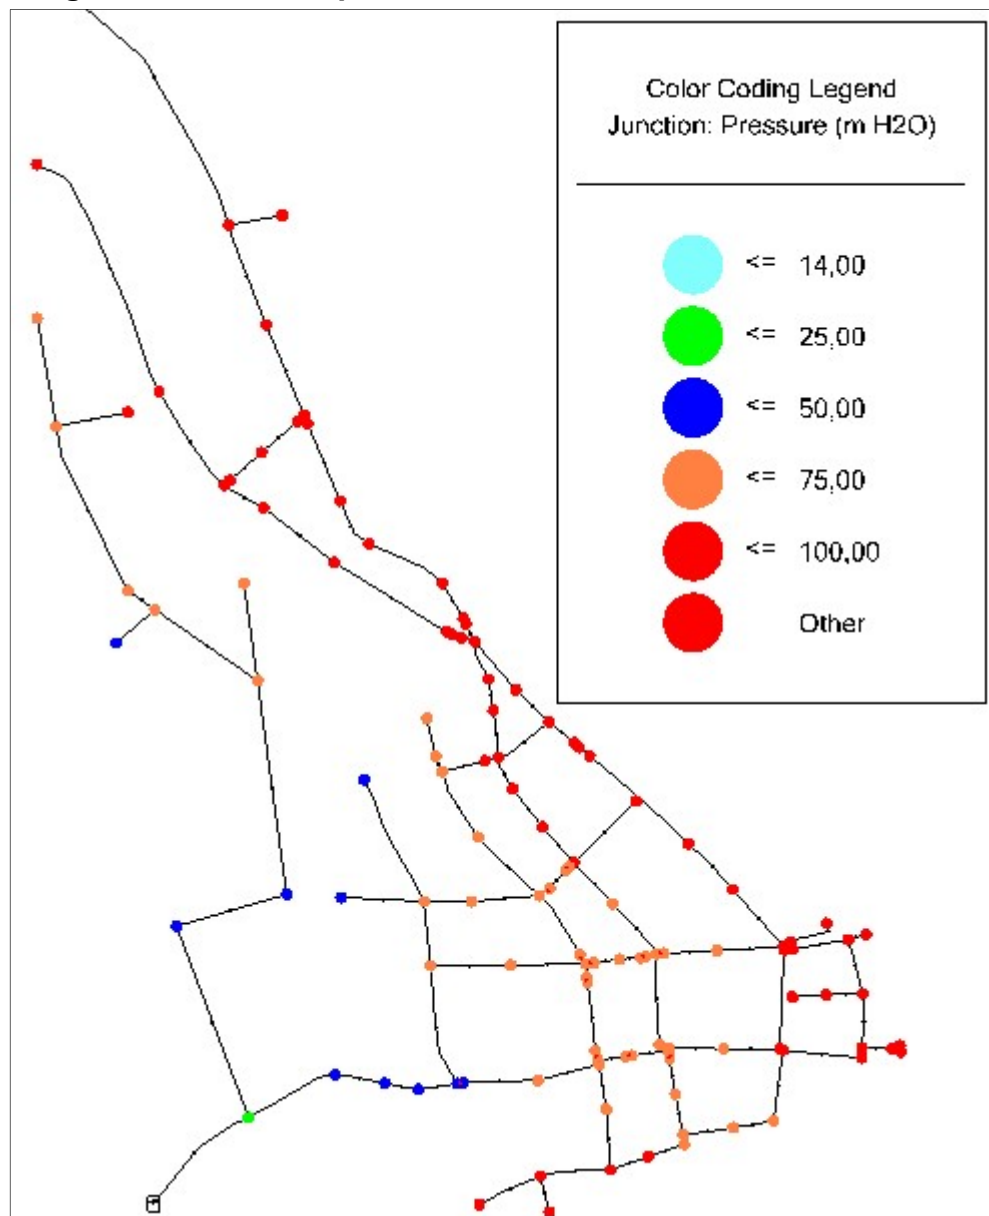 Color Coding Legend
Junction: Pressure (m H2O)
<= 14,00
<= 25,00
<= 50,00
<= 75,00
<= 100,00
Other